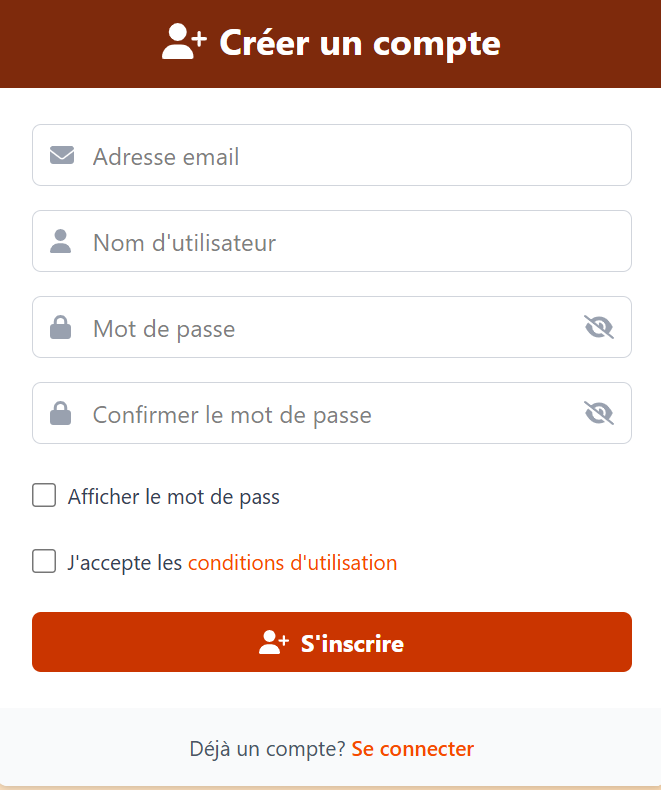 Créer un compte
Adresse email
Nom d'utilisateur
Mot de passe
Confirmer le mot de passe
Afficher le mot de pass
J'accepte les conditions d'utilisation
S'inscrire
Déjà un compte? Se connecter